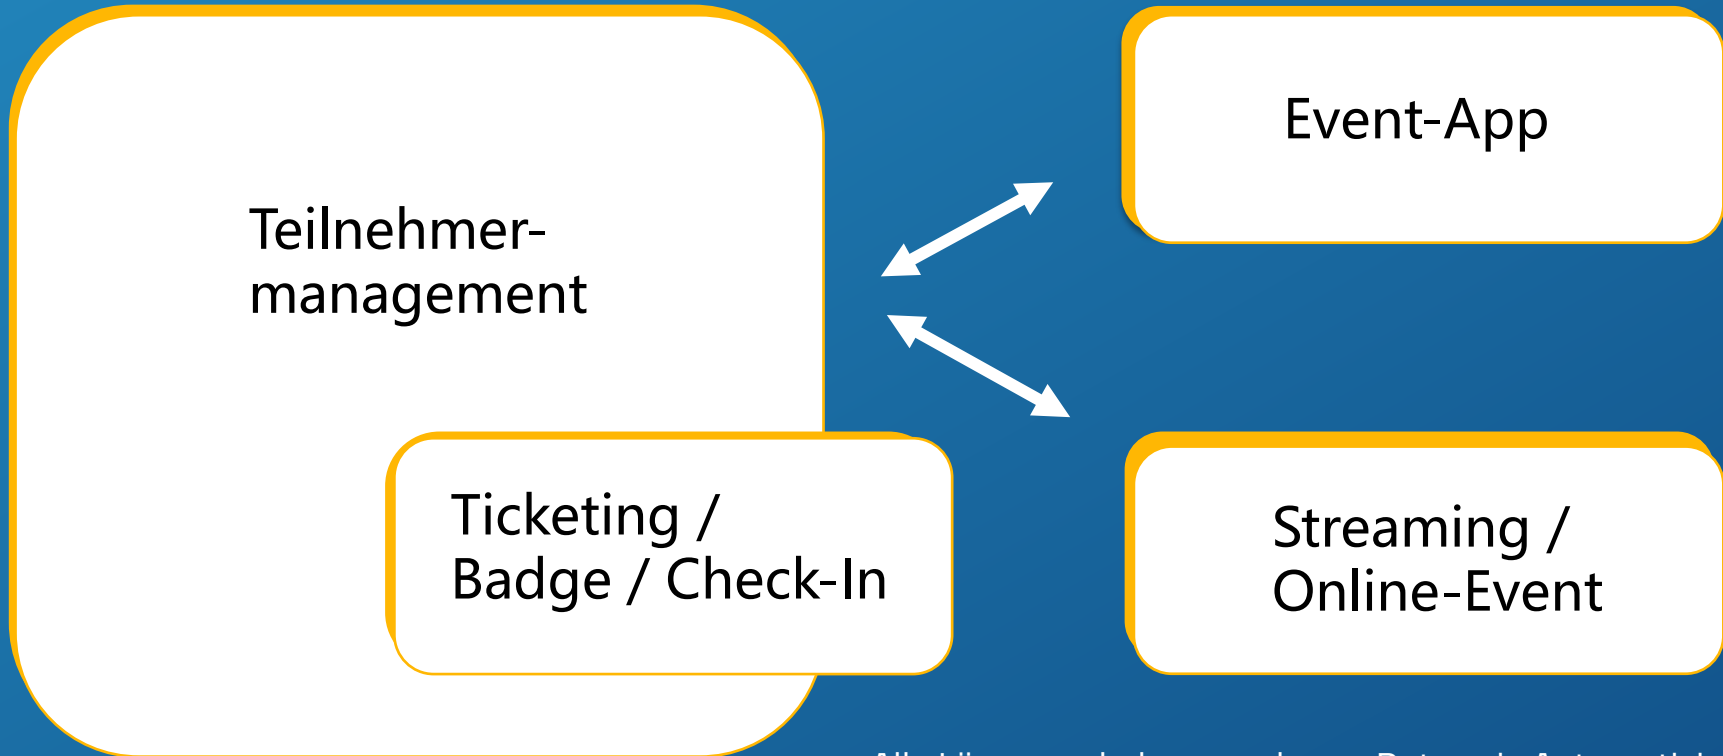 Teilnehmer-
management
Event-App
Ticketing /
Badge / Check-In
Streaming /
Online-Event